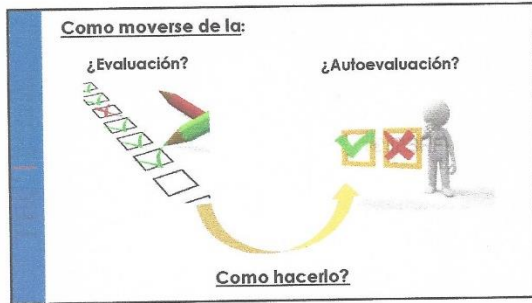 Como moverse de la:
¿Evaluación?
¿Autoevaluación?
Como hacerlo?